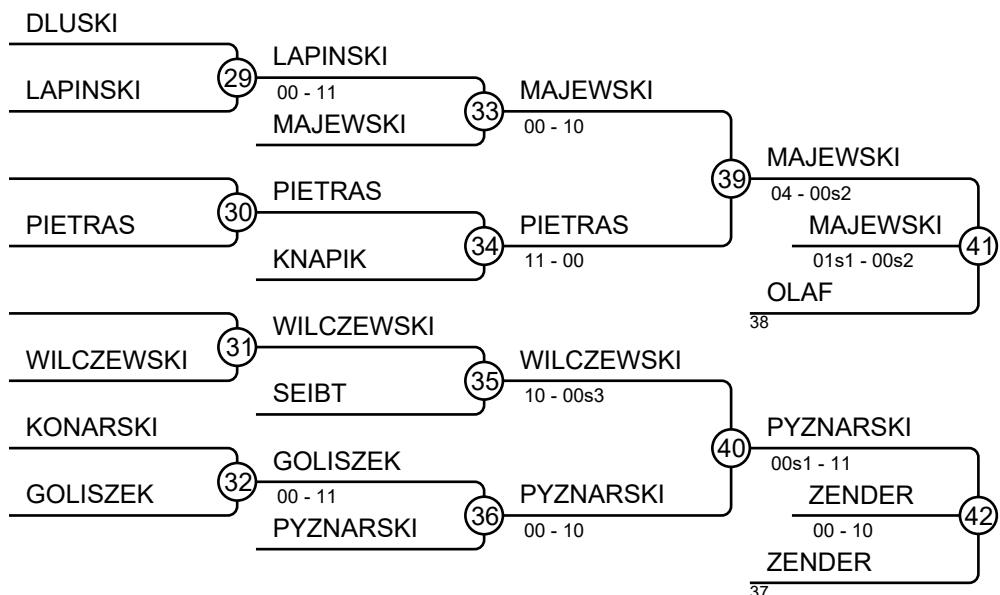 DLUSKI
LAPINSKI
29
LAPINSKI
00 - 11
MAJEWSKI
33
MAJEWSKI
00 - 10
PIETRAS
30
PIETRAS
KNAPIK
34
PIETRAS
11 - 00
39
MAJEWSKI
04 - 00s2
MAJEWSKI
01s1 - 00s2
41
OLAF
38
WILCZEWSKI
31
WILCZEWSKI
SEIBT
35
WILCZEWSKI
10 - 00s3
KONARSKI
GOLISZEK
32
GOLISZEK
00 - 11
PYZNARSKI
36
PYZNARSKI
00 - 10
40
PYZNARSKI
00s1 - 11
ZENDER
00 - 10
42
ZENDER
37